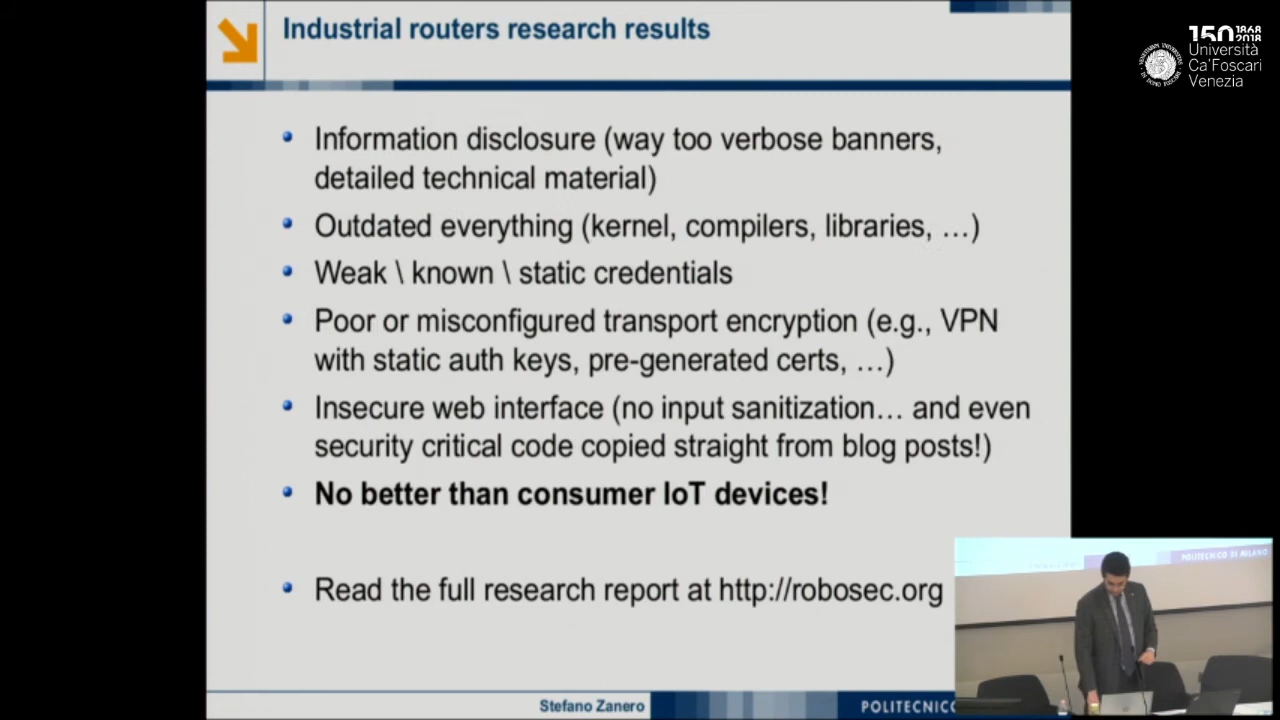 Industrial routers research results
150 1868 2018
Università
Ca'Foscari
Venezia
Information disclosure (way too verbose banners,
detailed technical material)
Outdated everything (kernel, compilers, libraries, …)
Weak \ known \ static credentials
Poor or misconfigured transport encryption (e.g., VPN
with static auth keys, pre-generated certs, …)
Insecure web interface (no input sanitization… and even
security critical code copied straight from blog posts!)
No better than consumer IoT devices!
Read the full research report at http://robosec.org
Stefano Zanero
POLITECNICO
POLITECNICO DI MILANO